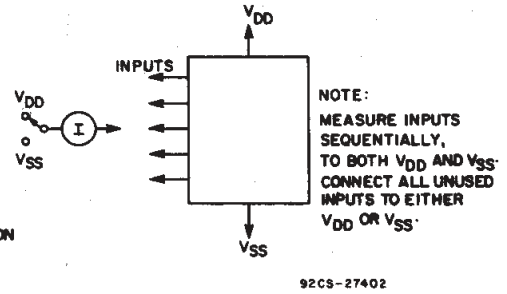 VDD
INPUTS
VDD
I
VSS
NOTE:
MEASURE INPUTS
SEQUENTIALLY,
TO BOTH VDD AND VSS.
CONNECT ALL UNUSED
INPUTS TO EITHER
VDD OR VSS.
ON
VSS
92CS-27402